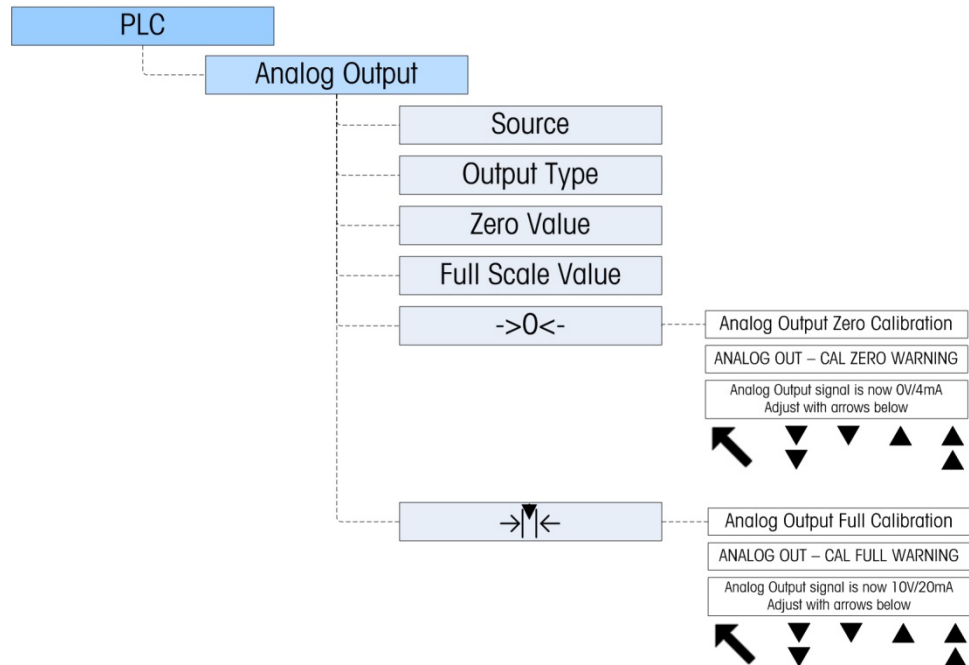 PLC
Analog Output
Source
Output Type
Zero Value
Full Scale Value
->0<-
Analog Output Zero Calibration
ANALOG OUT – CAL ZERO WARNING
Analog Output signal is now 0V/4mA
Adjust with arrows below
Analog Output Full Calibration
ANALOG OUT – CAL FULL WARNING
Analog Output signal is now 10V/20mA
Adjust with arrows below